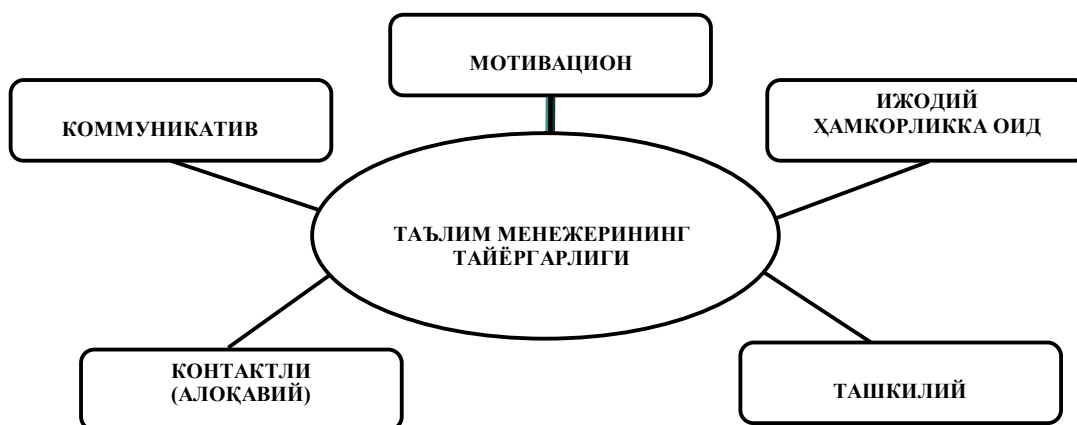 МОТИВАЦИОН
КОММУНИКАТИВ
ИЖОДИЙ
ҲАМКОРЛИККА ОИД
ТАЪЛИМ МЕНЕЖЕРИНИНГ
ТАЙЁРГАРЛИГИ
КОНТАКТЛИ
(АЛОҚАВИЙ)
ТАШКИЛИЙ